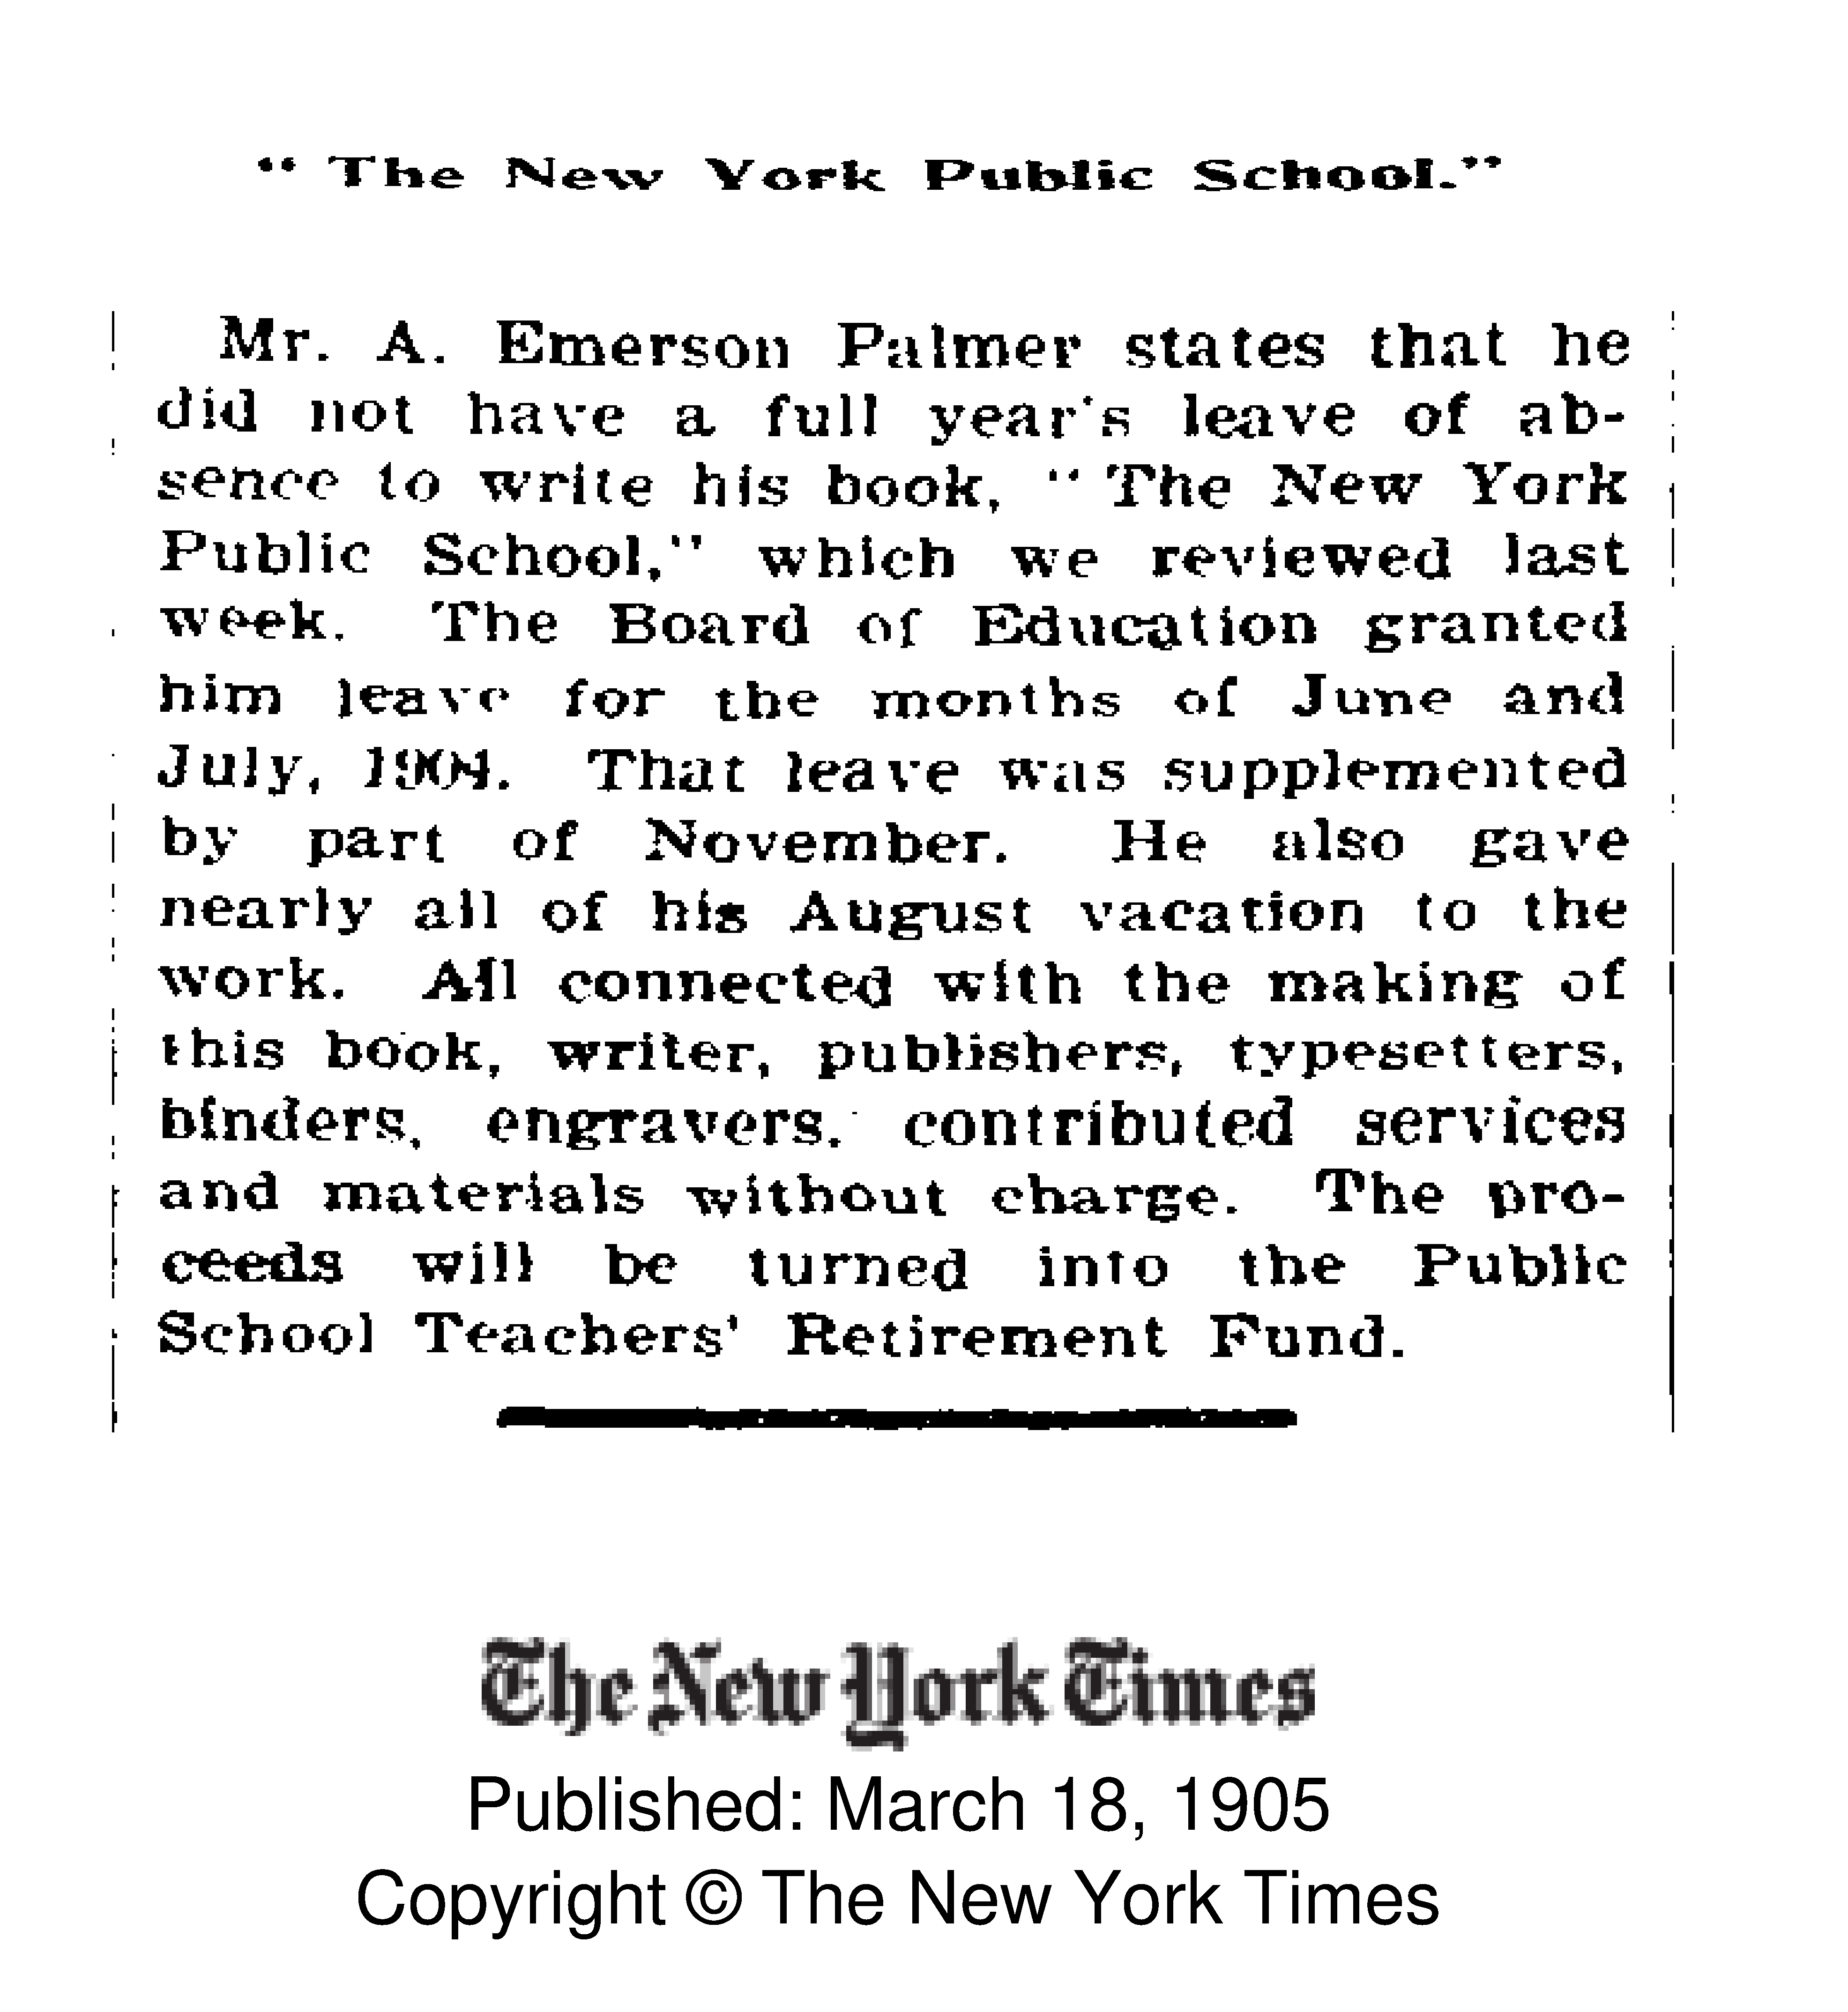 “ The New York Public School.”
Mr. A. Emerson Palmer states that he
did not have a full year's leave of ab-
sence to write his book, “ The New York
Public School,” which we reviewed last
week. The Board of Education granted
him leave for the months of June and
July, 1904. That leave was supplemented
by part of November. He also gave
nearly all of his August vacation to the
work. All connected with the making of
this book, writer, publishers, typesetters,
binders, engravers, contributed services
and materials without charge. The pro-
ceeds will be turned into the Public
School Teachers' Retirement Fund.
The New York Times
Published: March 18, 1905
Copyright © The New York Times